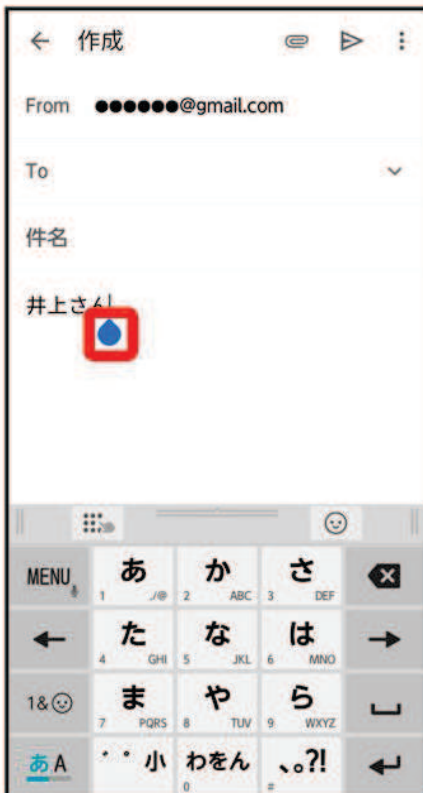 作成
From ●●●●●●@gmail.com
To
件名
井上さん
MENU あ 1 ./@ か 2 ABC さ 3 DEF
た 4 GHI な 5 JKL は 6 MNO
1& ま 7 PQRS や 8 TUV ら 9 WXYZ
あA ゛゜小 わをん 0 、。?! #